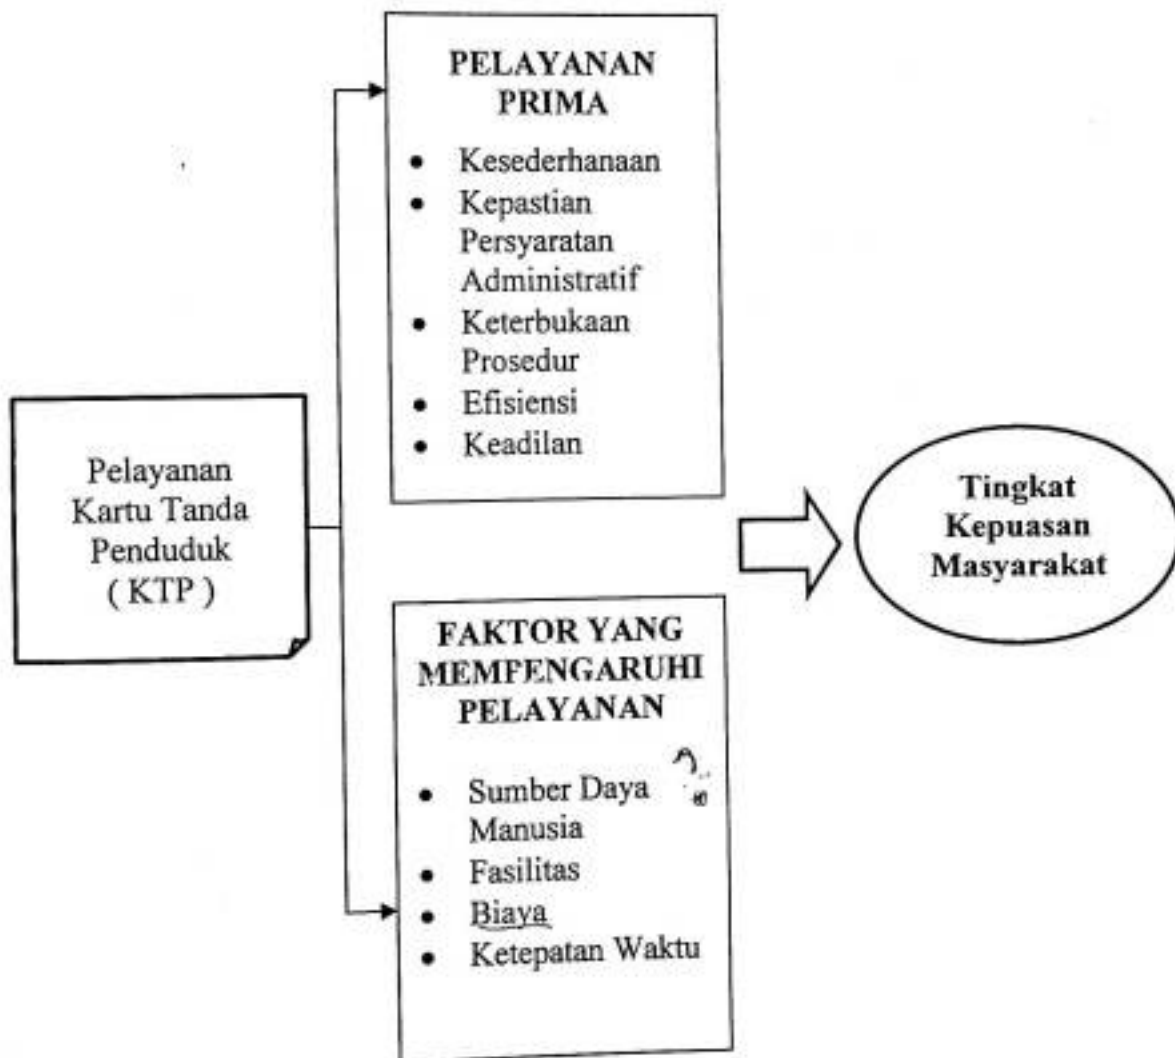 PELAYANAN
PRIMA
• Kesederhanaan
• Kepastian
Persyaratan
Administratif
• Keterbukaan
Prosedur
• Efisiensi
• Keadilan
Pelayanan
Kartu Tanda
Penduduk
( KTP )
Tingkat
Kepuasan
Masyarakat
FAKTOR YANG
MEMPENGARUHI
PELAYANAN
• Sumber Daya
Manusia
• Fasilitas
• Biaya
• Ketepatan Waktu